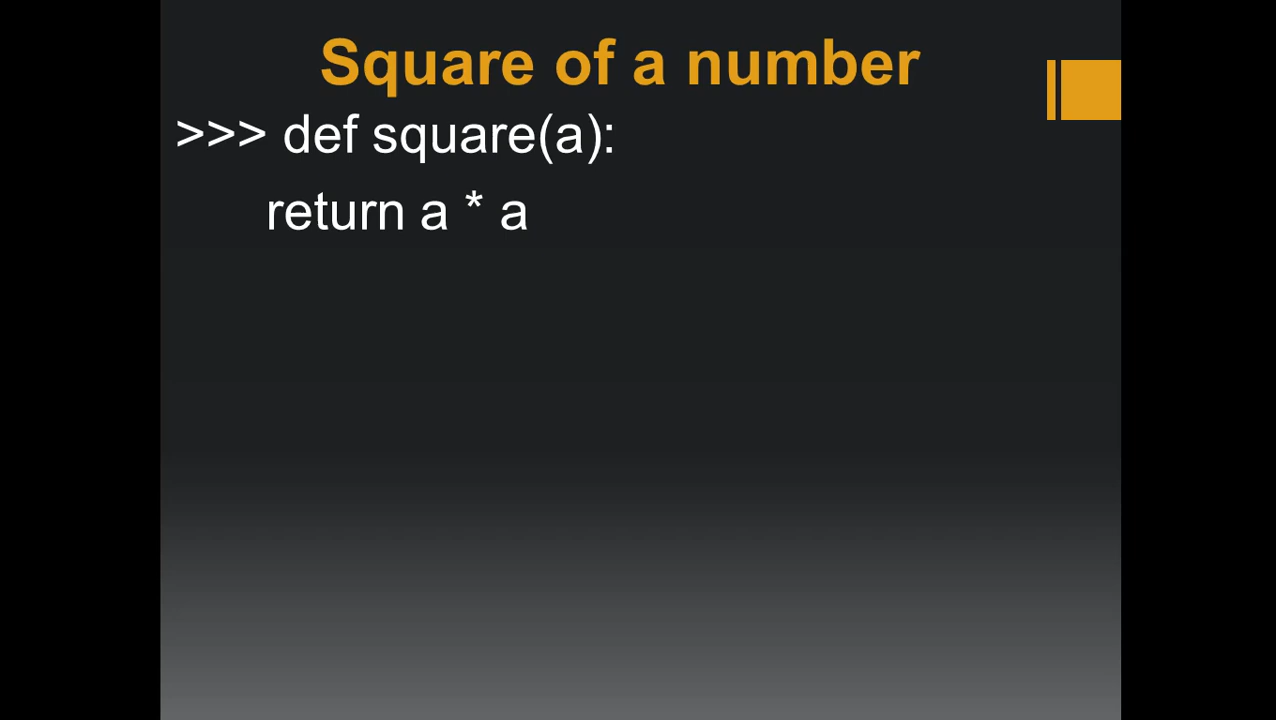 Square of a number
>>> def square(a):
return a * a